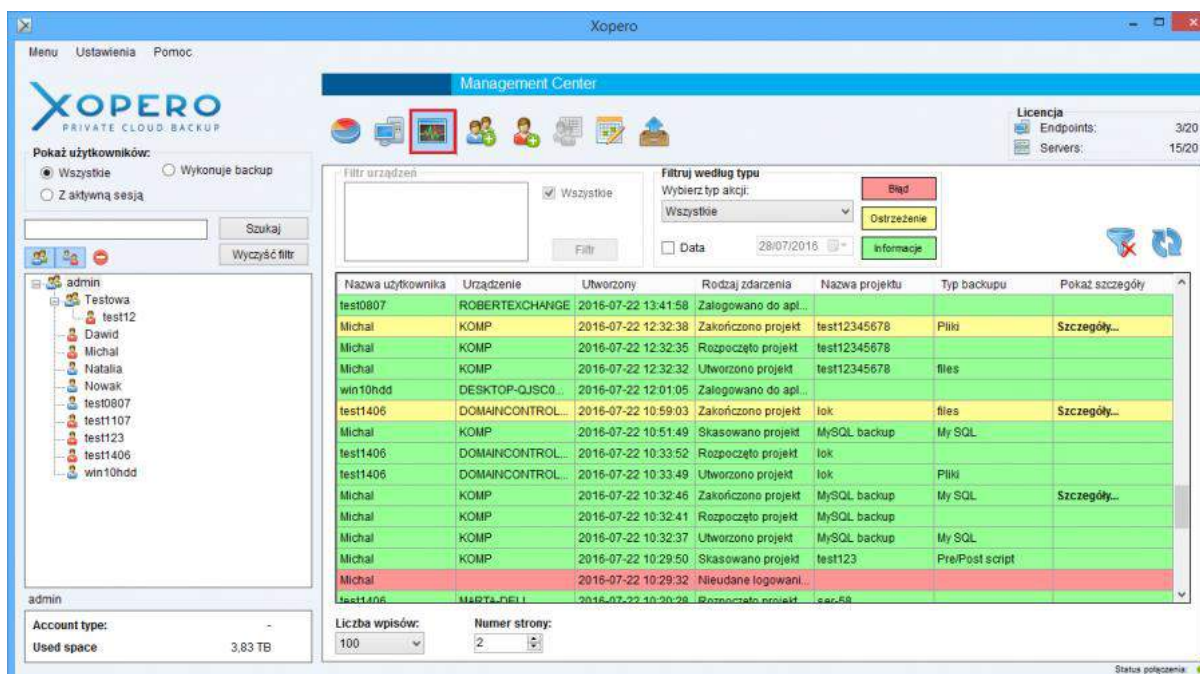 Xopero
Menu Ustawienia Pomoc
XOPERO
PRIVATE CLOUD BACKUP
Pokaż użytkowników:
Wszystkie Wykonuje backup
Z aktywną sesją
Szukaj
Wyczyść filtr
admin
Testowa
test12
Dawid
Michal
Natalia
Nowak
test0807
test1107
test123
test1406
win10hdd
admin
Account type: -
Used space 3,83 TB
Management Center
Licencja
Endpoints: 3/20
Servers: 15/20
Filtr urządzeń
Wszystkie
Filtr
Filtruj według typu
Wybierz typ akcji:
Wszystkie
Data 28/07/2016
Błąd
Ostrzeżenie
Informacje
Nazwa użytkownika Urządzenie Utworzony Rodzaj zdarzenia Nazwa projektu Typ backupu Pokaż szczegóły
test0807 ROBERTEXCHANGE 2016-07-22 13:41:58 Zalogowano do apl...
Michal KOMP 2016-07-22 12:32:38 Zakończono projekt test12345678 Pliki Szczegóły...
Michal KOMP 2016-07-22 12:32:35 Rozpoczęto projekt test12345678
Michal KOMP 2016-07-22 12:32:32 Utworzono projekt test12345678 files
win10hdd DESKTOP-QJSC0... 2016-07-22 12:01:05 Zalogowano do apl...
test1406 DOMAINCONTROL... 2016-07-22 10:59:03 Zakończono projekt lok files Szczegóły...
Michal KOMP 2016-07-22 10:51:49 Skasowano projekt MySQL backup My SQL
test1406 DOMAINCONTROL... 2016-07-22 10:33:52 Rozpoczęto projekt lok
test1406 DOMAINCONTROL... 2016-07-22 10:33:49 Utworzono projekt lok Pliki
Michal KOMP 2016-07-22 10:32:46 Zakończono projekt MySQL backup My SQL Szczegóły...
Michal KOMP 2016-07-22 10:32:41 Rozpoczęto projekt MySQL backup
Michal KOMP 2016-07-22 10:32:37 Utworzono projekt MySQL backup My SQL
Michal KOMP 2016-07-22 10:29:50 Skasowano projekt test123 Pre/Post script
Michal 2016-07-22 10:29:32 Nieudane logowani...
test1406 MARTA-DELL 2016-07-22 10:20:28 Rozpoczęto projekt ser-58
Liczba wpisów: Numer strony:
100 2
Status połączenia: